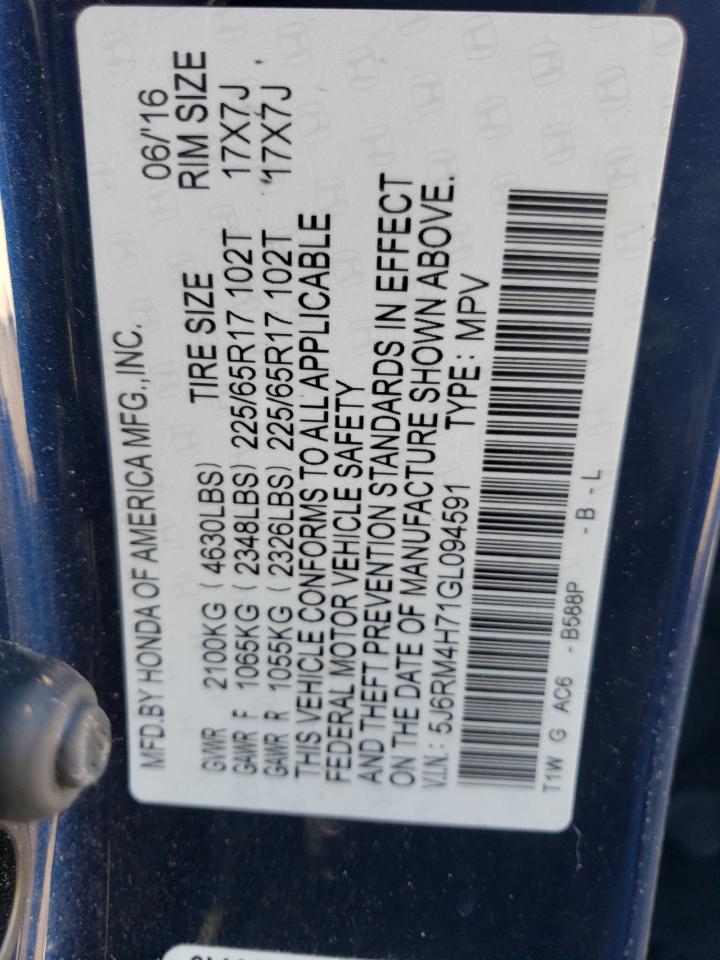 MFD.BY HONDA OF AMERICA MFG.,INC. 06/'16
GVWR 2100KG ( 4630LBS) TIRE SIZE RIM SIZE
GAWR F 1065KG ( 2348LBS) 225/65R17 102T 17X7J
GAWR R 1055KG ( 2326LBS) 225/65R17 102T 17X7J
THIS VEHICLE CONFORMS TO ALL APPLICABLE
FEDERAL MOTOR VEHICLE SAFETY
AND THEFT PREVENTION STANDARDS IN EFFECT
ON THE DATE OF MANUFACTURE SHOWN ABOVE.
V.I.N.: 5J6RM4H71GL094591 TYPE: MPV
T1W G AC6 - B588P - B - L